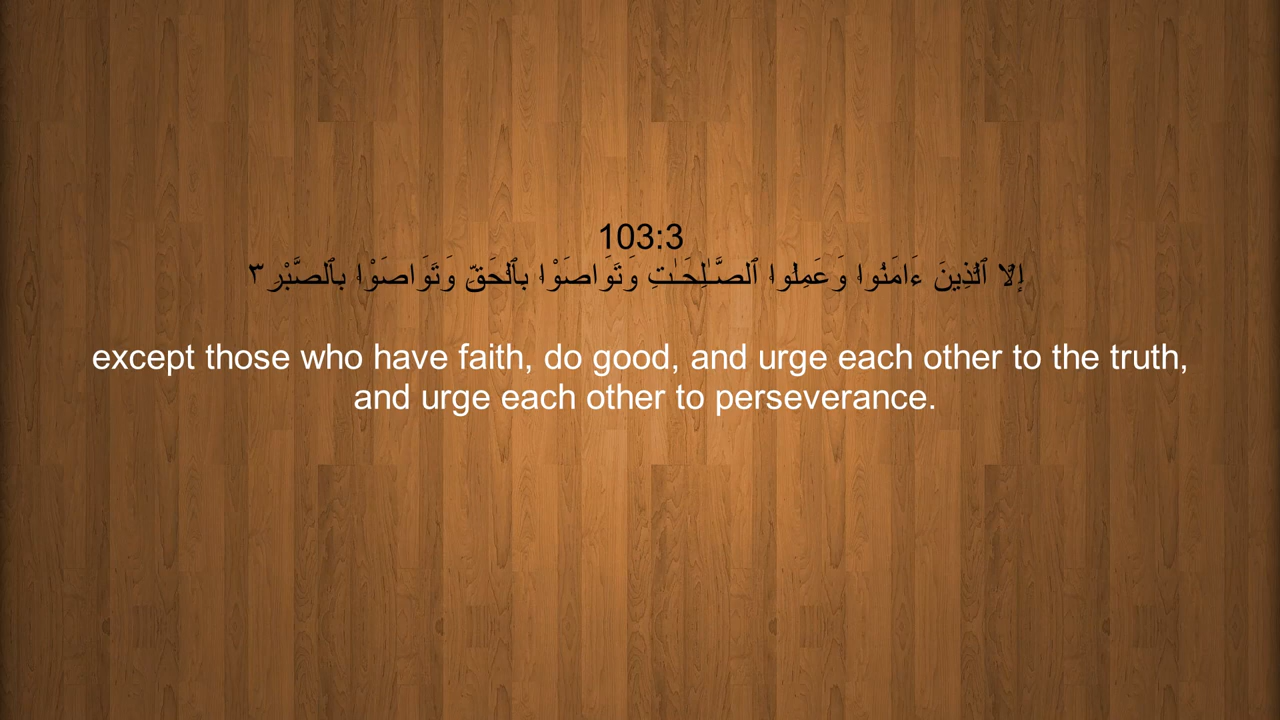 103:3
إِلَّا ٱلَّذِينَ ءَامَنُوا۟ وَعَمِلُوا۟ ٱلصَّـٰلِحَـٰتِ وَتَوَاصَوْا۟ بِٱلْحَقِّ وَتَوَاصَوْا۟ بِٱلصَّبْرِ ٣
except those who have faith, do good, and urge each other to the truth,
and urge each other to perseverance.